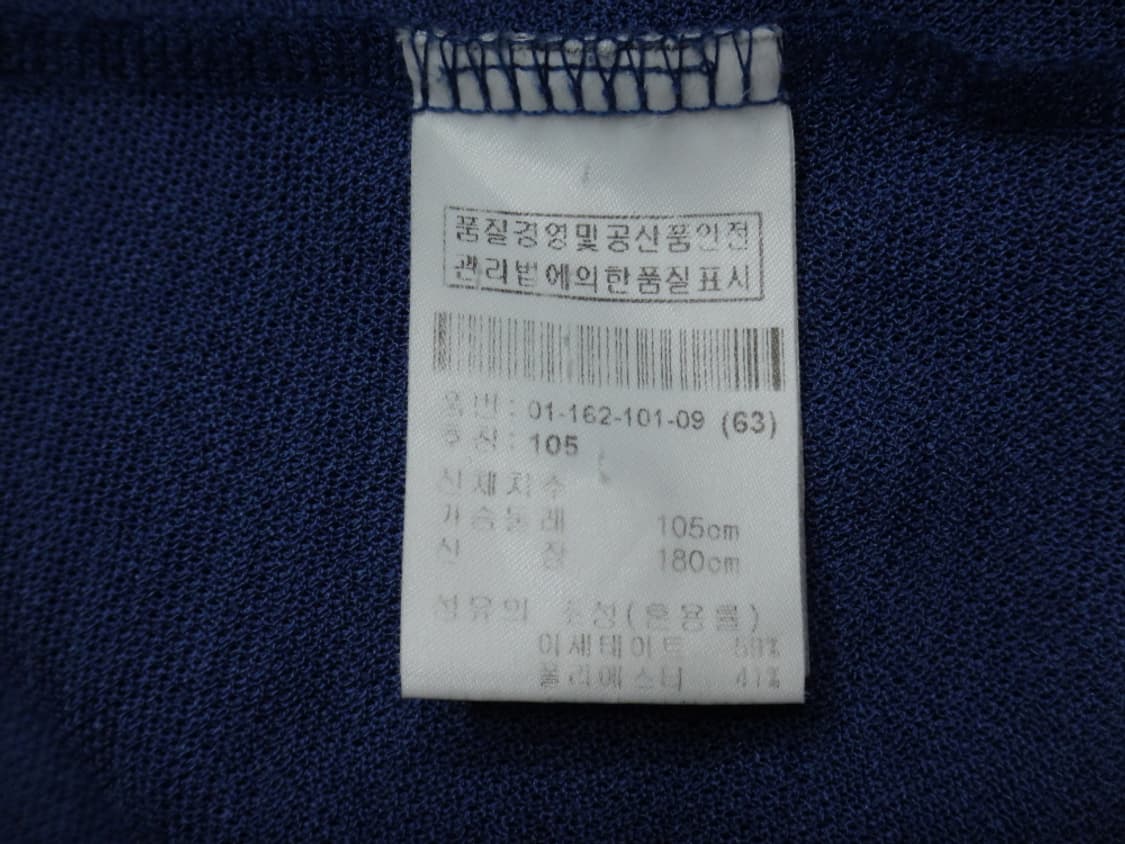 품질경영및공산품안전
관리법에의한품질표시
품번 : 01-162-101-09 (63)
호칭 : 105
신체치수
가슴둘레 105cm
신 장 180cm
섬유의 조성(혼용률)
아세테이트
폴리에스터 41%